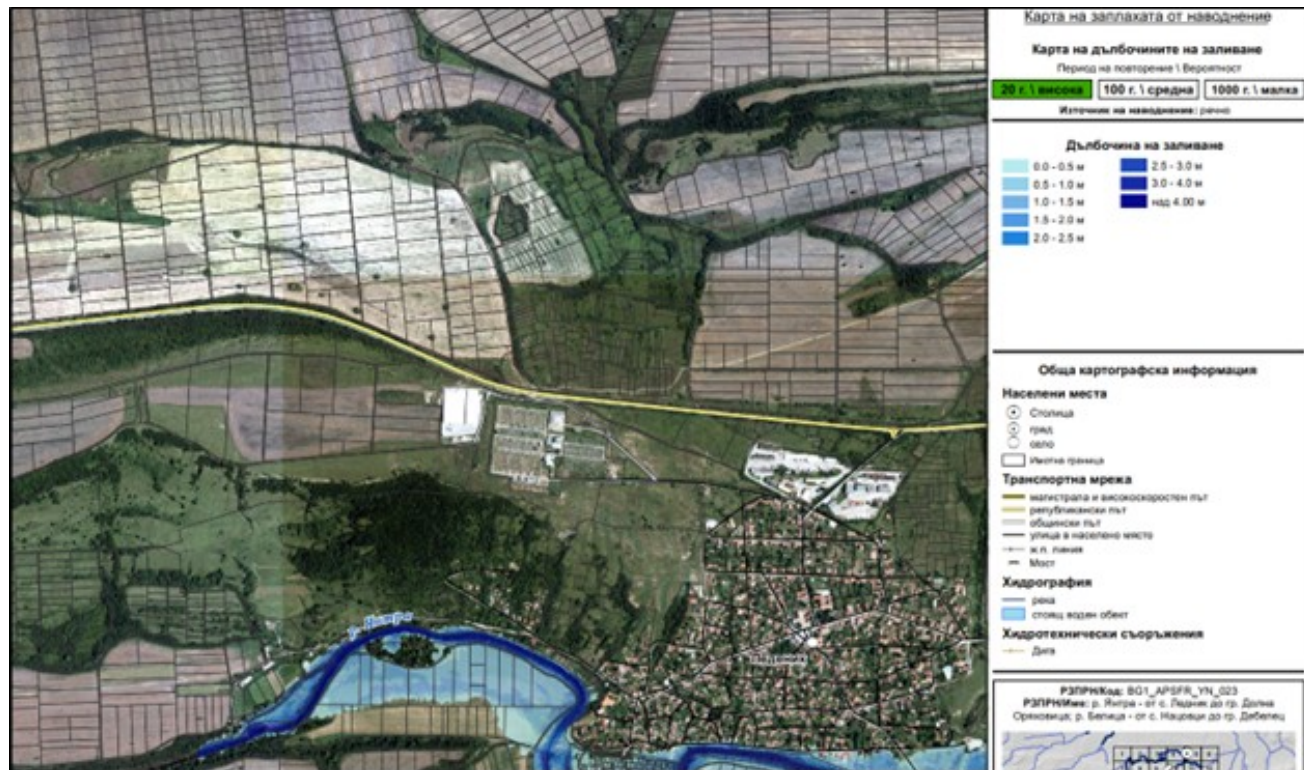 Карта на заплахата от наводнение
Карта на дълбочините на заливане
Период на повторение \ Вероятност
20 г. \ висока
100 г. \ средна
1000 г. \ малка
Източник на наводнение: речно
Дълбочина на заливане
0.0 - 0.5 м
2.5 - 3.0 м
0.5 - 1.0 м
3.0 - 4.0 м
1.0 - 1.5 м
над 4.00 м
1.5 - 2.0 м
2.0 - 2.5 м
Обща картографска информация
Населени места
Столица
град
село
Имотна граница
Транспортна мрежа
магистрала и високоскоростен път
републикански път
общински път
улица в населено място
ж.п. линия
Мост
Хидрография
река
стоящ воден обект
Хидротехнически съоръжения
Дига
р. Янтра
РЗПРН/Код: BG1_APSFR_YN_023
РЗПРН/Име: р. Янтра - от с. Ледник до гр. Долна
Оряховица; р. Белица - от с. Нацовци до гр. Дебелец